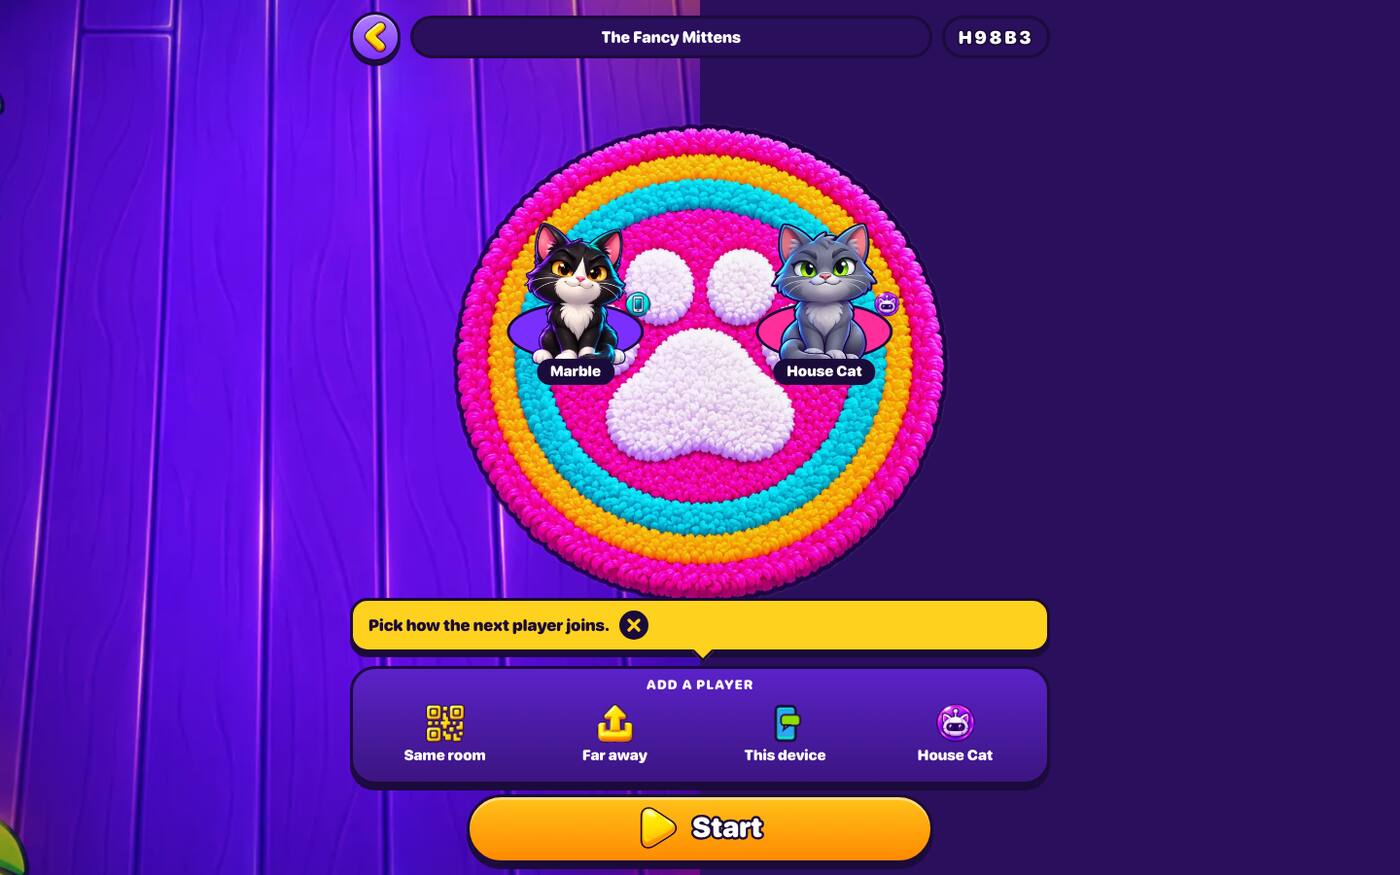 The Fancy Mittens
H98B3
Marble
House Cat
Pick how the next player joins.
ADD A PLAYER
Same room
Far away
This device
House Cat
Start